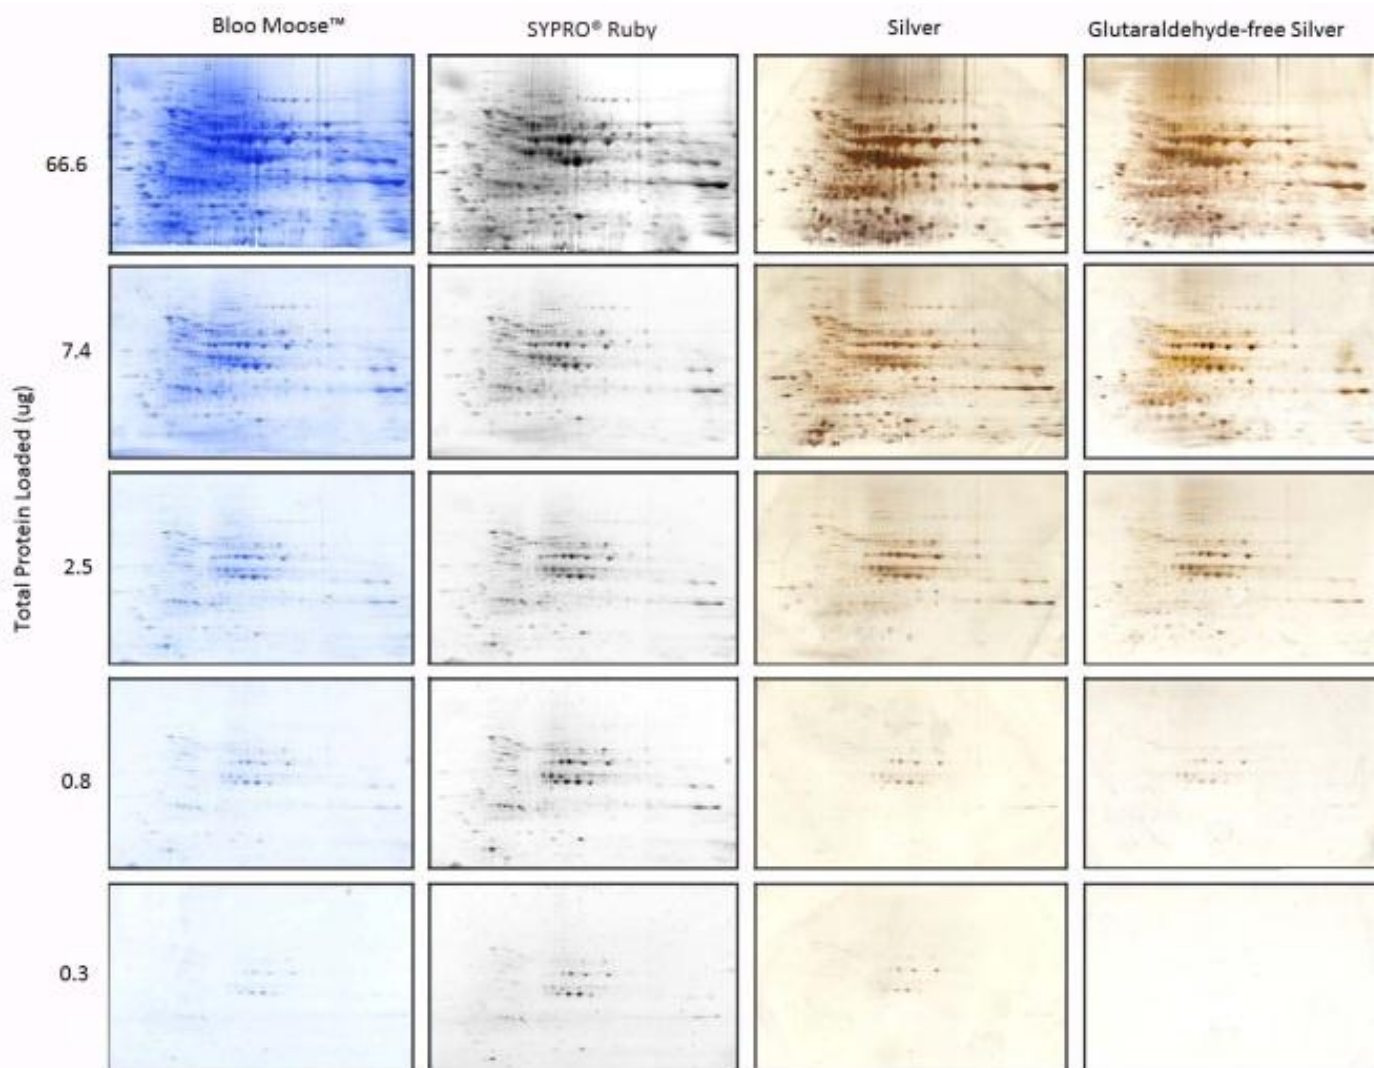 Bloo Moose™
SYPRO® Ruby
Silver
Glutaraldehyde-free Silver
Total Protein Loaded (ug)
66.6
7.4
2.5
0.8
0.3